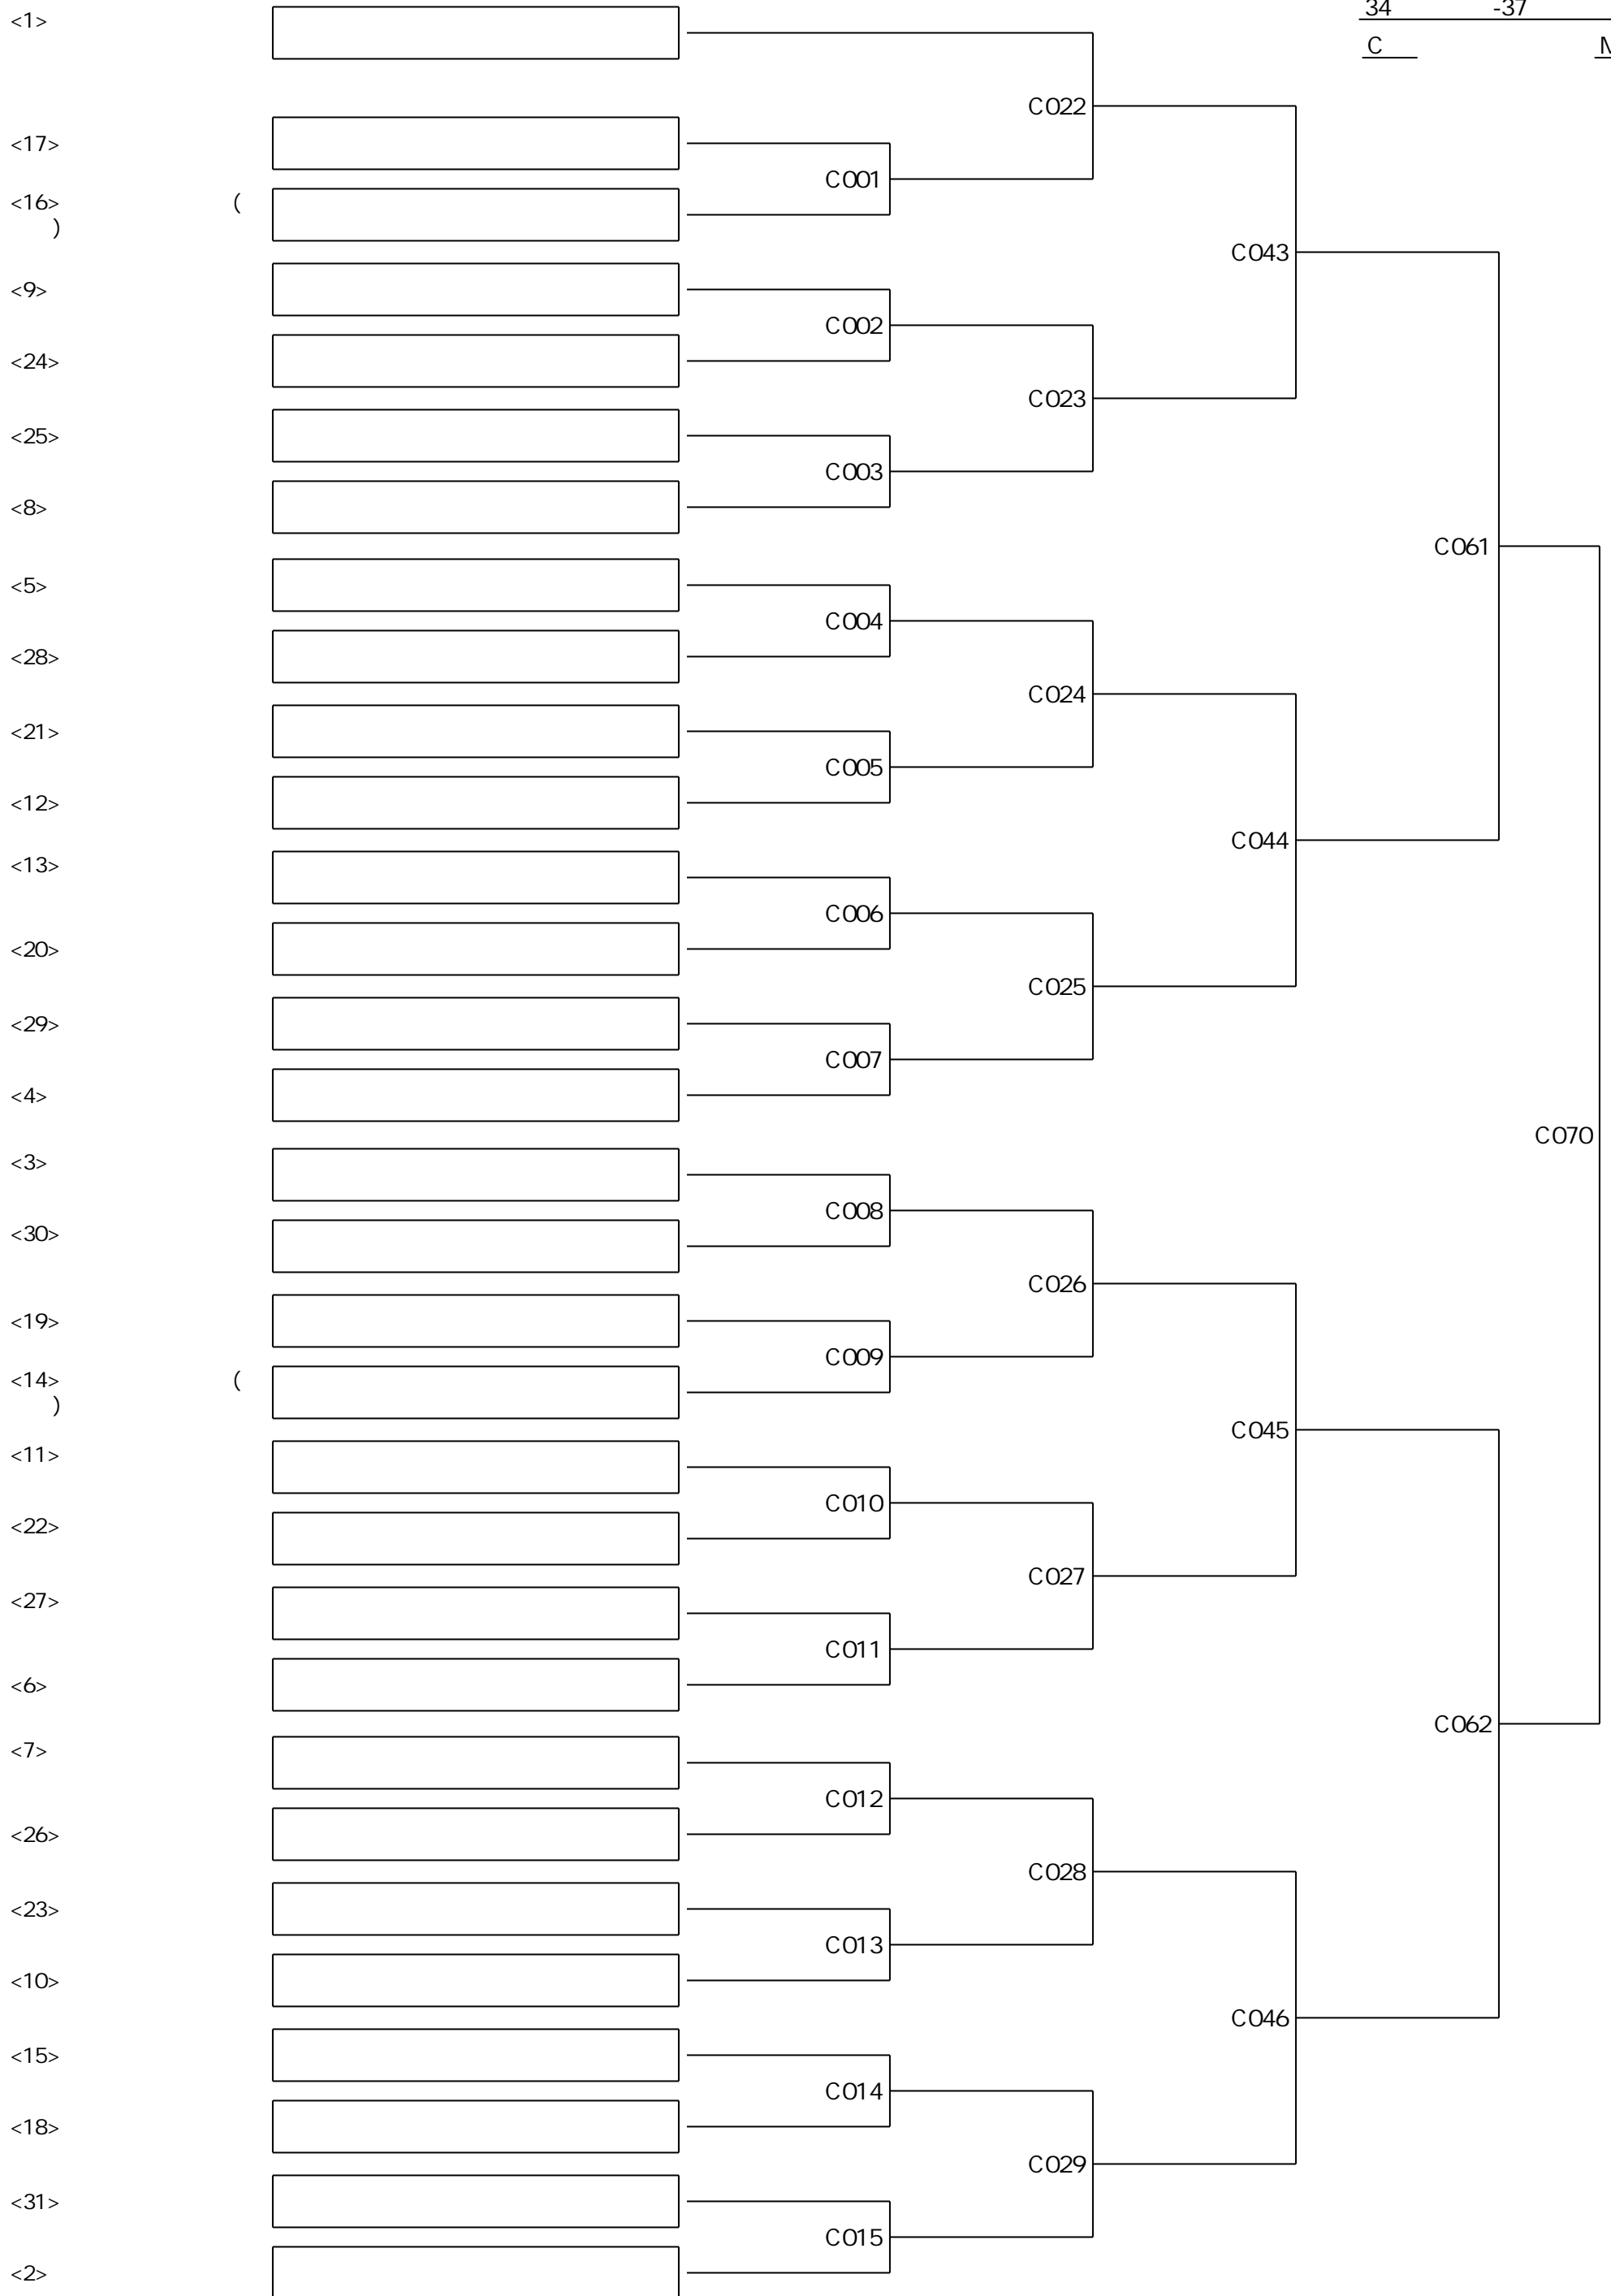 34 -37
<1>
C M
C022
<17>
C001
<16> (
)
C043
<9>
C002
<24>
C023
<25>
C003
<8>
C061
<5>
C004
<28>
C024
<21>
C005
<12>
C044
<13>
C006
<20>
C025
<29>
C007
<4>
C070
<3>
C008
<30>
C026
<19>
C009
<14> (
)
C045
<11>
C010
<22>
C027
<27>
C011
<6>
C062
<7>
C012
<26>
C028
<23>
C013
<10>
C046
<15>
C014
<18>
C029
<31>
C015
<2>